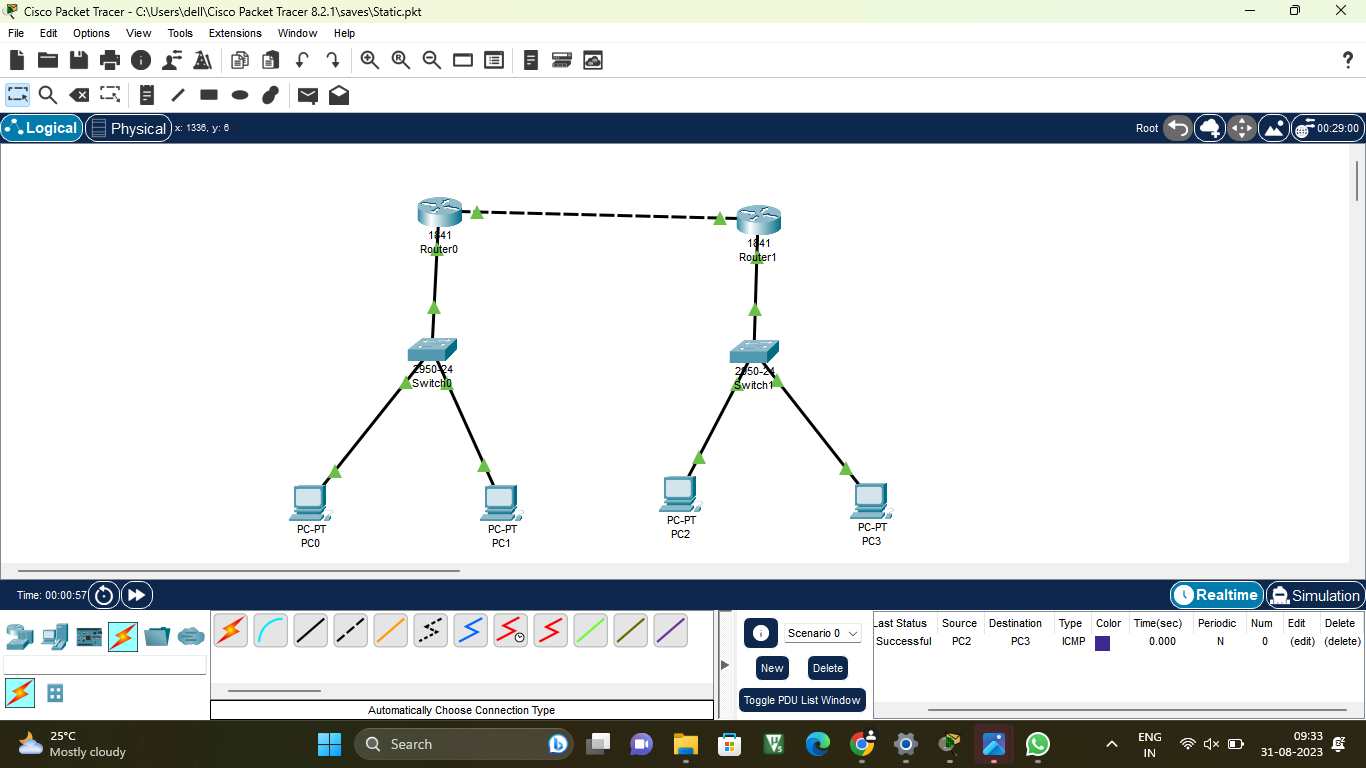 Cisco Packet Tracer - C:\Users\dell\Cisco Packet Tracer 8.2.1\saves\Static.pkt
File Edit Options View Tools Extensions Window Help
Logical Physical x: 1336, y: 6 Root 00:29:00
1841
Router0
1841
Router1
2950-24
Switch0
2950-24
Switch1
PC-PT
PC0
PC-PT
PC1
PC-PT
PC2
PC-PT
PC3
Time: 00:00:57 Realtime Simulation
Scenario 0
New Delete
Toggle PDU List Window
Last Status Source Destination Type Color Time(sec) Periodic Num Edit Delete
Successful PC2 PC3 ICMP 0.000 N 0 (edit) (delete)
Automatically Choose Connection Type
25°C
Mostly cloudy
Search
ENG
IN
09:33
31-08-2023